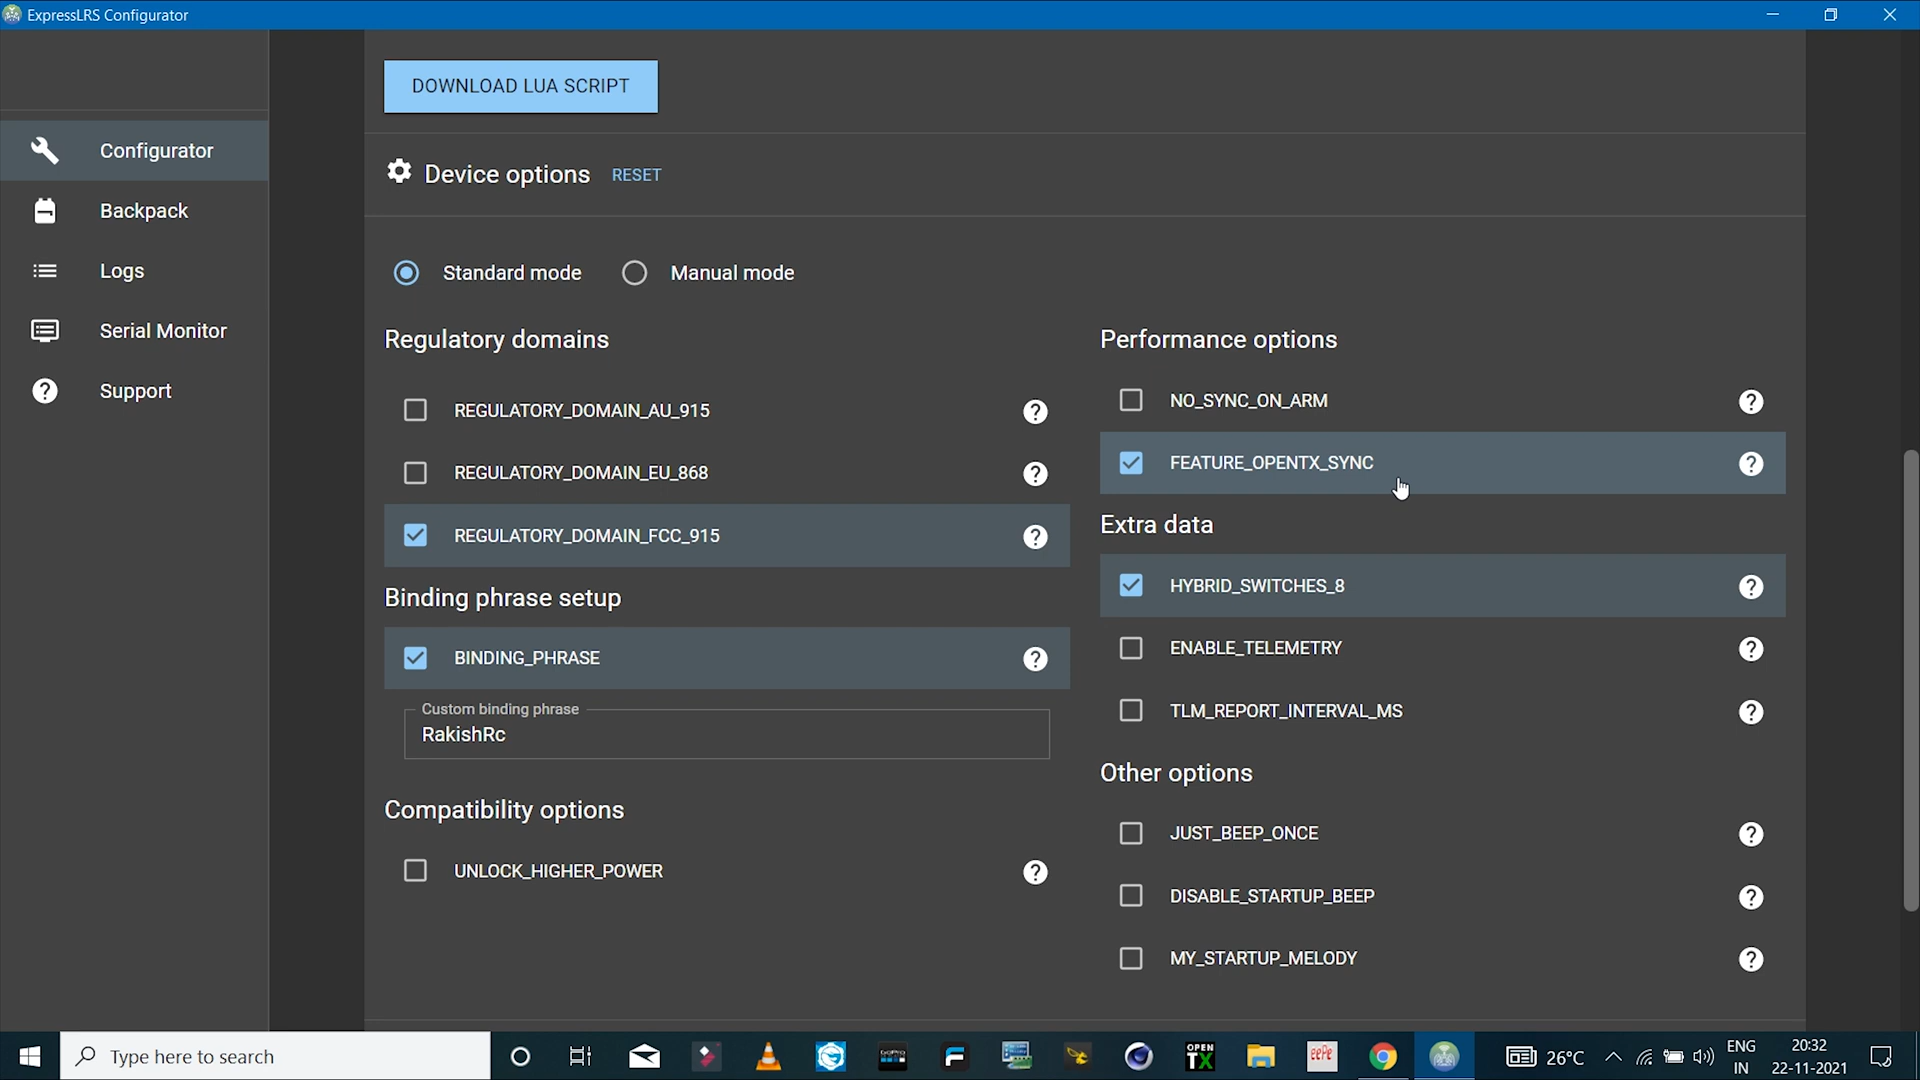 ExpressLRS Configurator
DOWNLOAD LUA SCRIPT
Configurator
Backpack
Logs
Serial Monitor
Support
Device options RESET
Standard mode
Manual mode
Regulatory domains
REGULATORY_DOMAIN_AU_915
REGULATORY_DOMAIN_EU_868
REGULATORY_DOMAIN_FCC_915
Binding phrase setup
BINDING_PHRASE
Custom binding phrase
RakishRc
Compatibility options
UNLOCK_HIGHER_POWER
Performance options
NO_SYNC_ON_ARM
FEATURE_OPENTX_SYNC
Extra data
HYBRID_SWITCHES_8
ENABLE_TELEMETRY
TLM_REPORT_INTERVAL_MS
Other options
JUST_BEEP_ONCE
DISABLE_STARTUP_BEEP
MY_STARTUP_MELODY
Type here to search
GoPro
OPEN
TX
26°C
ENG
IN
20:32
22-11-2021